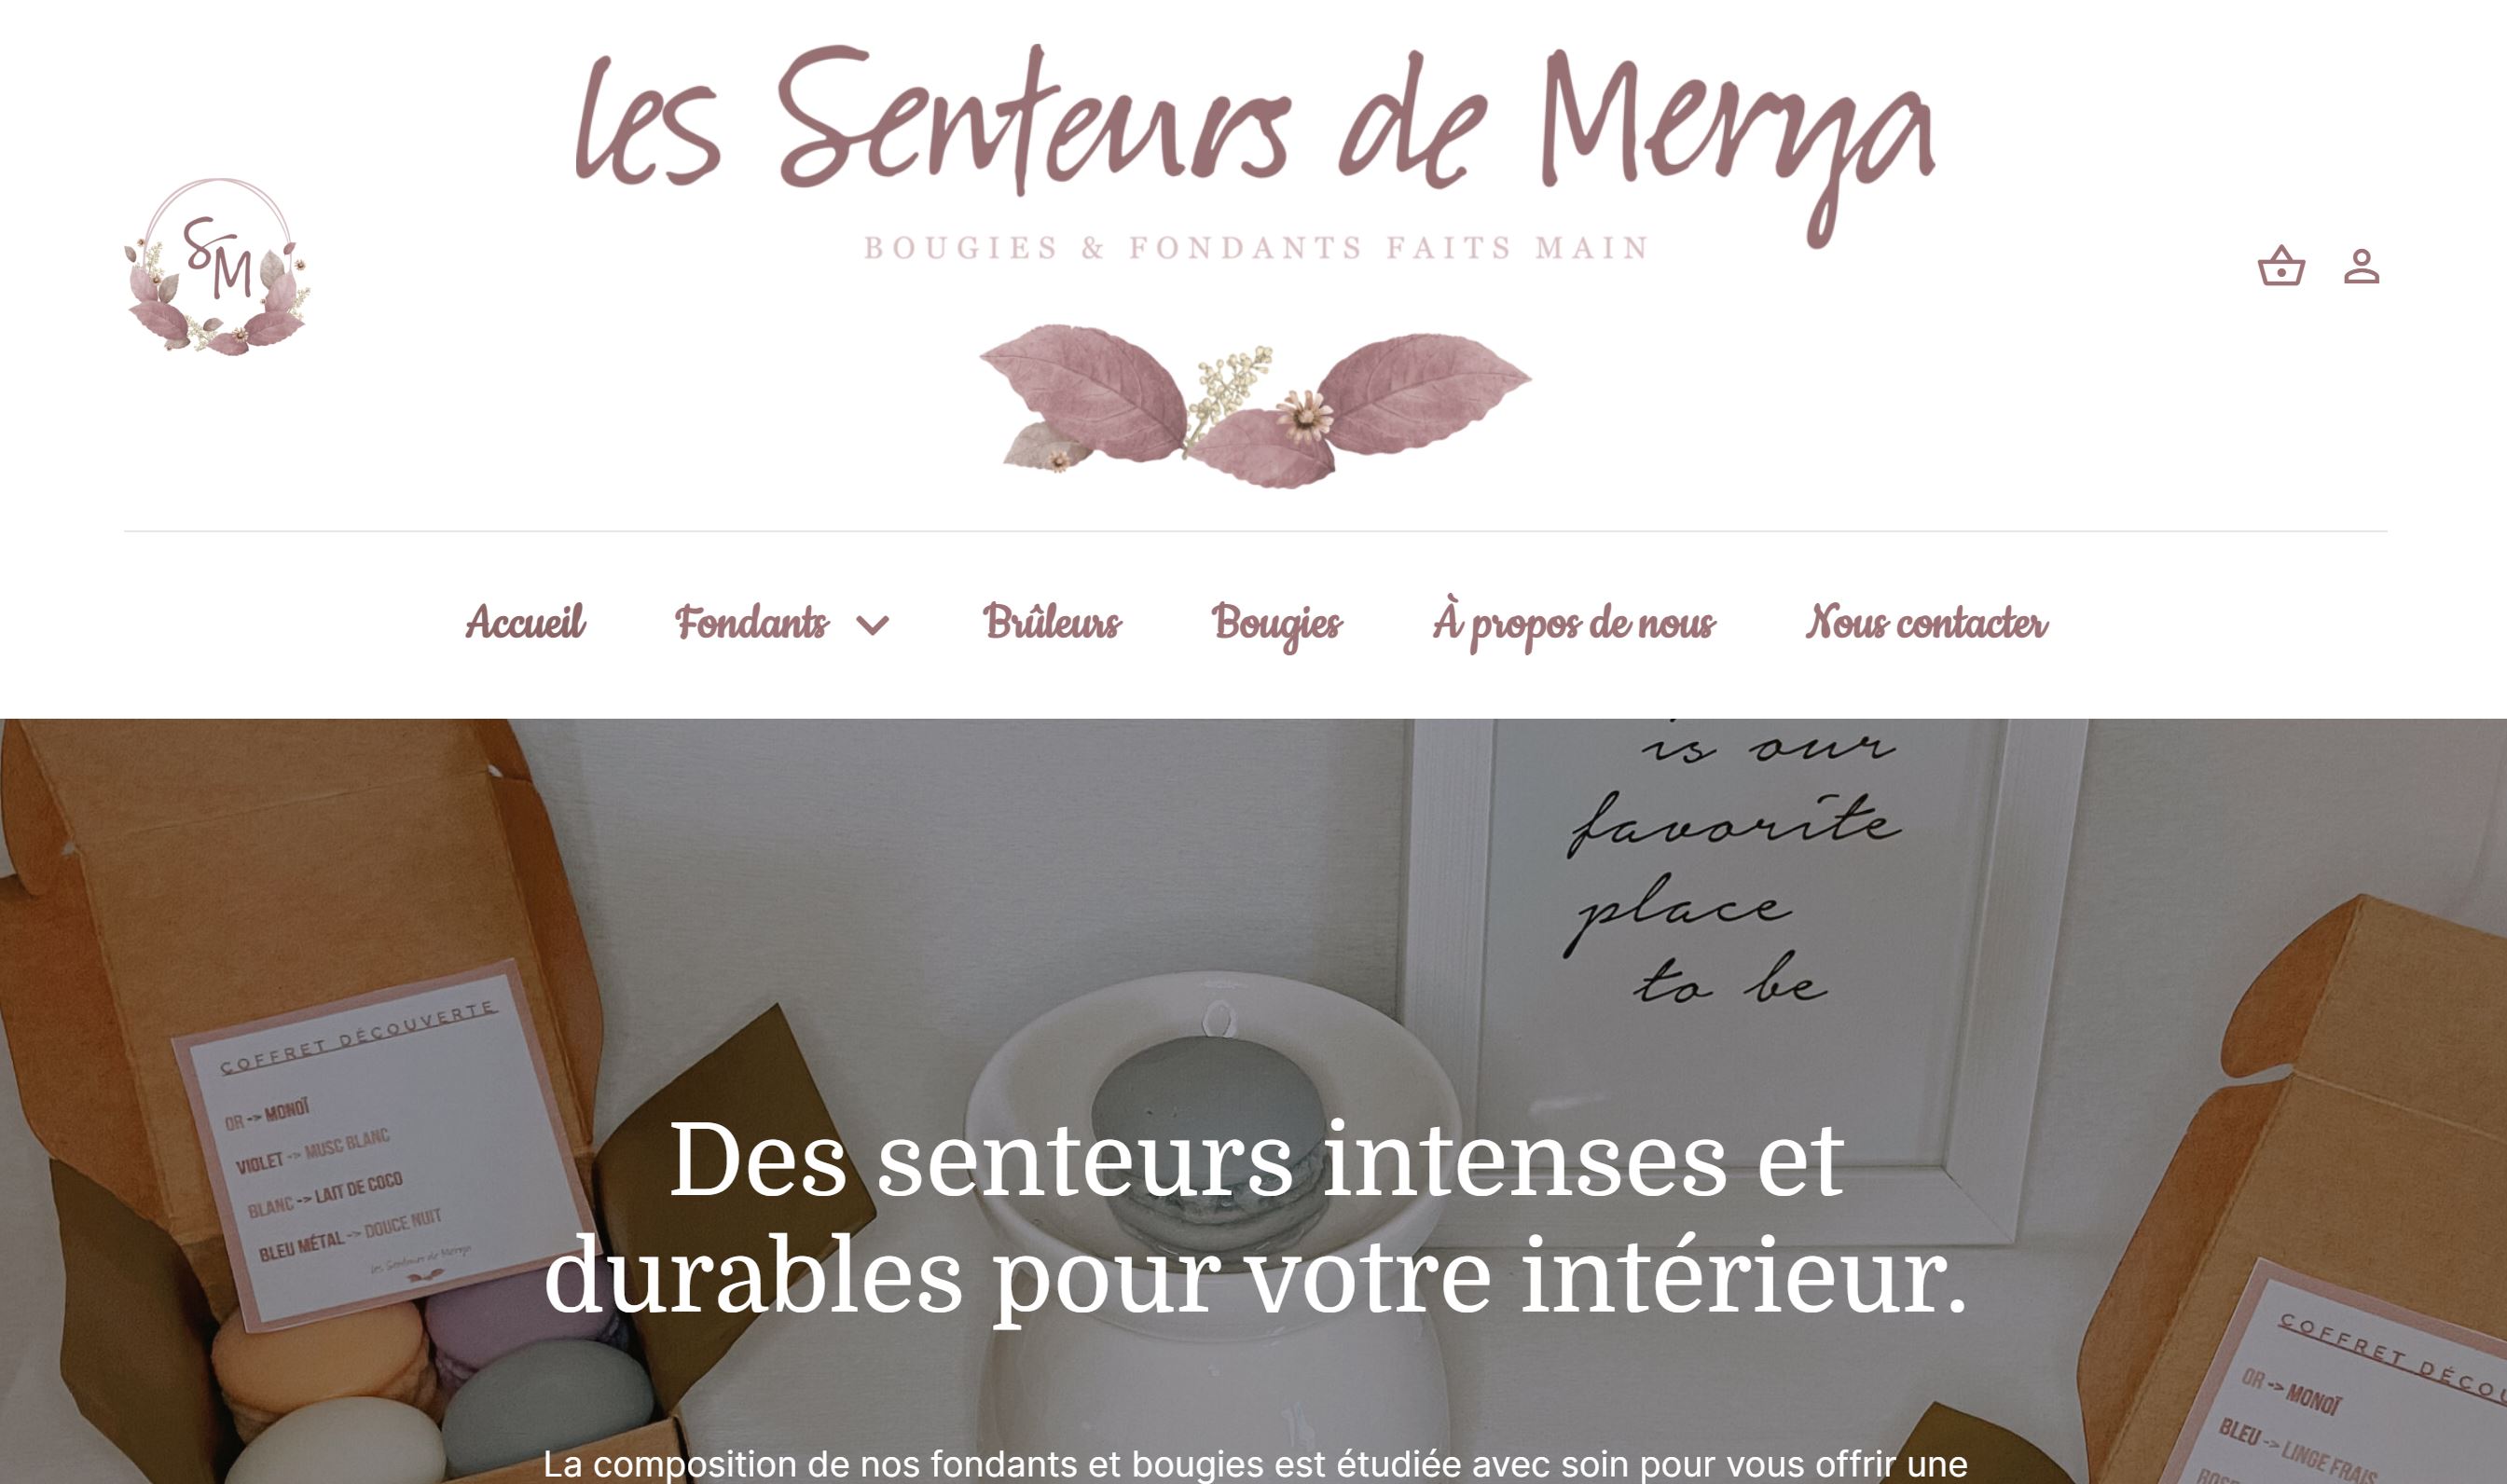 les Senteurs de Merya
BOUGIES & FONDANTS FAITS MAIN
SM
Accueil
Fondants
Brûleurs
Bougies
À propos de nous
Nous contacter
is our
favorite
place
to be
COFFRET DÉCOUVERTE
OR -> MONOÏ
VIOLET -> MUSC BLANC
BLANC -> LAIT DE COCO
BLEU MÉTAL -> DOUCE NUIT
les Senteurs de Merya
Des senteurs intenses et
durables pour votre intérieur.
COFFRET DÉCOU
OR -> MONOÏ
BLEU -> LINGE FRAIS
La composition de nos fondants et bougies est étudiée avec soin pour vous offrir une